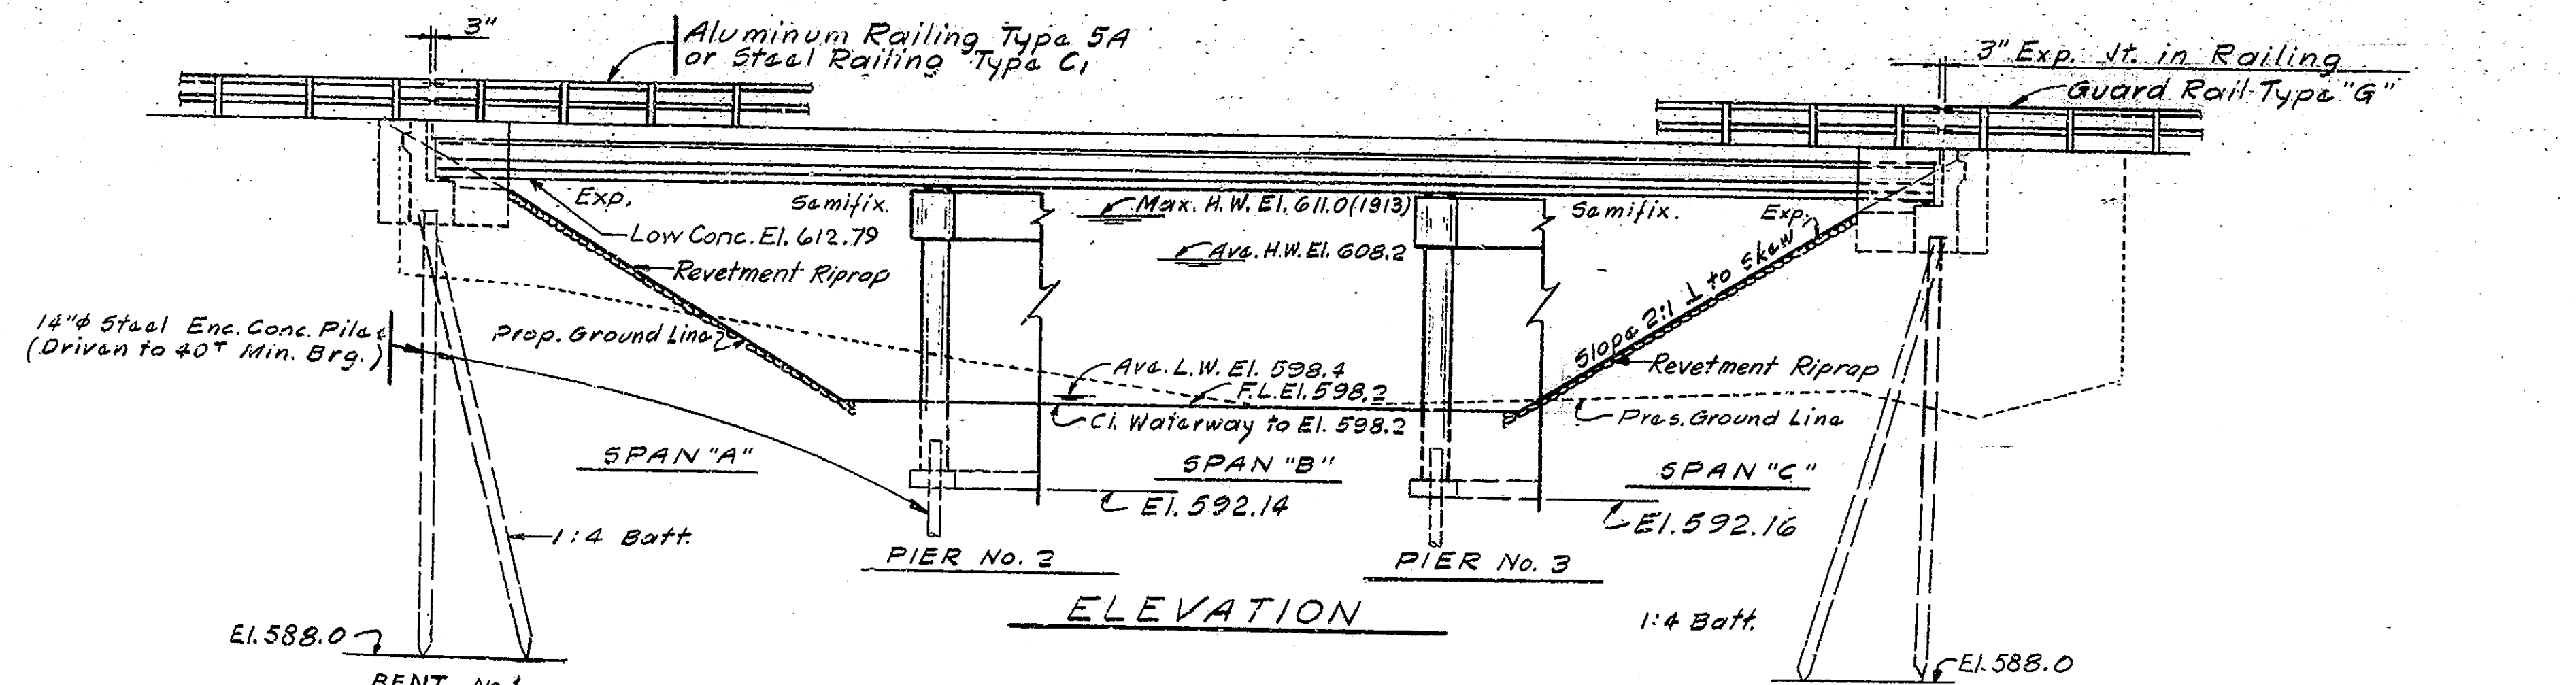 3"
Aluminum Railing Type 5A
or Steel Railing Type C1
3" Exp. Jt. in Railing
Guard Rail Type "G"
Exp.
Semifix.
Max. H.W. El. 611.0 (1913)
Semifix.
Exp.
Low Conc. El. 612.79
Ave. H.W. El. 608.2
Revetment Riprap
Slope 2:1 ⊥ to Skew
14"φ Steel Enc. Conc. Piles
(Driven to 40T Min. Brg.)
Prop. Ground Line
Ave. L.W. El. 598.4
F.L. El. 598.2
Revetment Riprap
Cl. Waterway to El. 598.2
Pres. Ground Line
SPAN "A"
SPAN "B"
SPAN "C"
El. 592.14
El. 592.16
1:4 Batt.
PIER No. 2
PIER No. 3
ELEVATION
1:4 Batt.
El. 588.0
El. 588.0
BENT No. 1